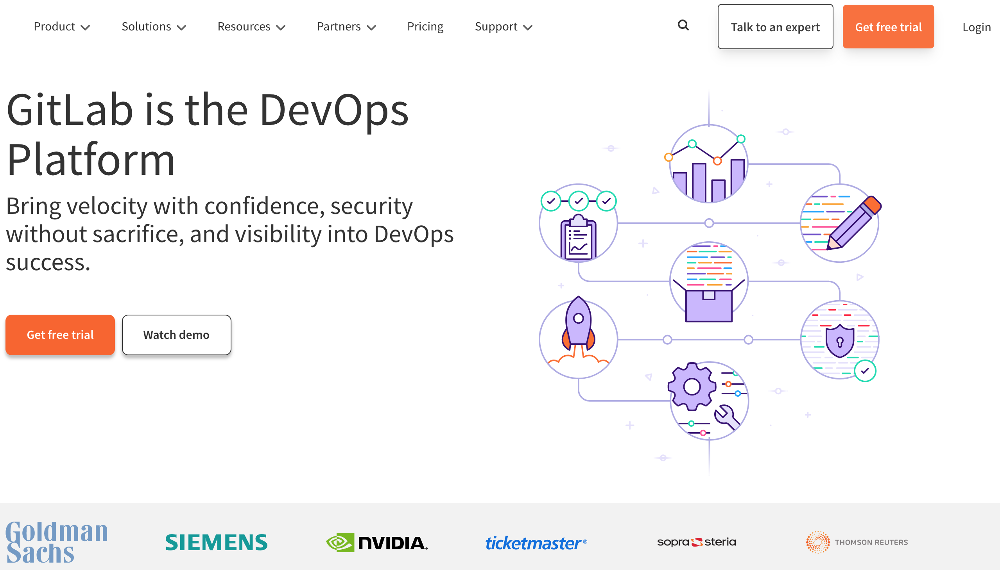 Product
Solutions
Resources
Partners
Pricing
Support
Talk to an expert
Get free trial
Login
GitLab is the DevOps
Platform
Bring velocity with confidence, security
without sacrifice, and visibility into DevOps
success.
Get free trial
Watch demo
Goldman
Sachs
SIEMENS
NVIDIA.
ticketmaster®
sopra steria
THOMSON REUTERS